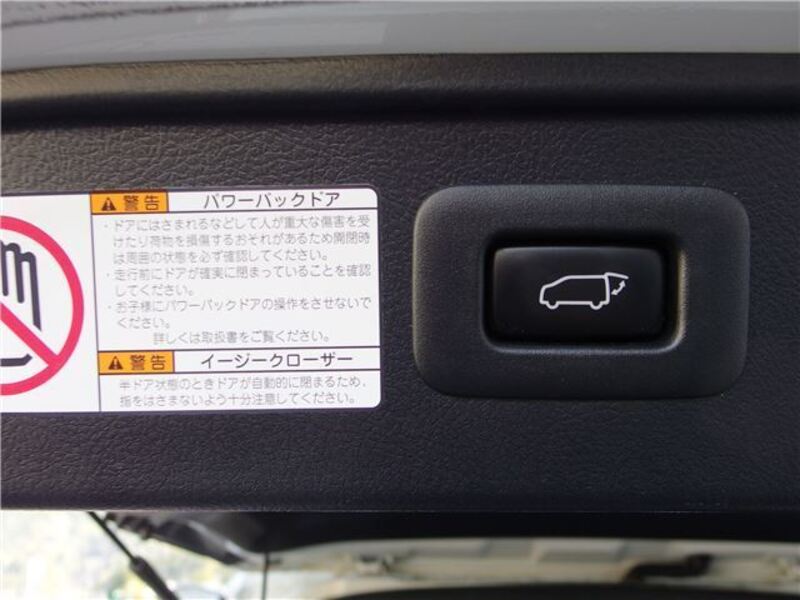 警告 パワーバックドア
・ドアにはさまれるなどして人が重大な傷害を受
けたり荷物を損傷するおそれがあるため開閉時
は周囲の状態を必ず確認してください。
・走行前にドアが確実に閉まっていることを確認
してください。
・お子様にパワーバックドアの操作をさせないで
ください。
詳しくは取扱書をご覧ください。
警告 イージークローザー
半ドア状態のときドアが自動的に閉まるため、
指をはさまないよう十分注意してください。